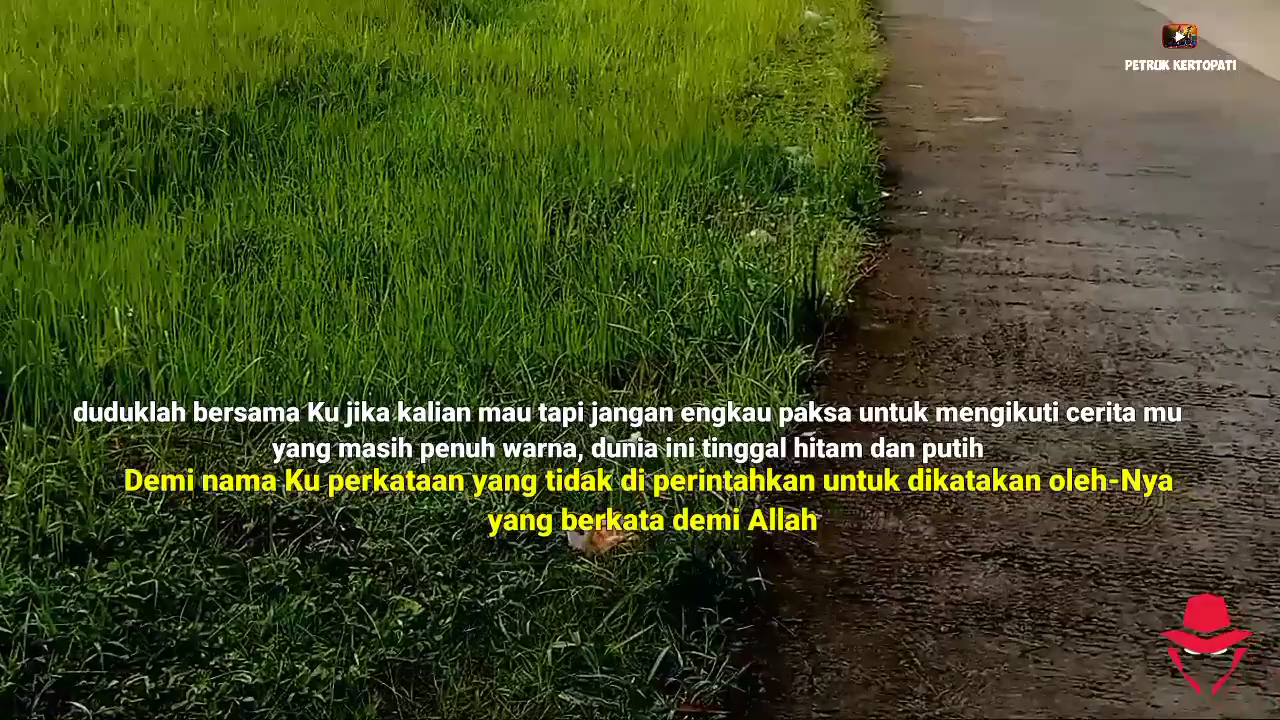 PETRUK KERTOPATI
duduklah bersama Ku jika kalian mau tapi jangan engkau paksa untuk mengikuti cerita mu
yang masih penuh warna, dunia ini tinggal hitam dan putih
Demi nama Ku perkataan yang tidak di perintahkan untuk dikatakan oleh-Nya
yang berkata demi Allah